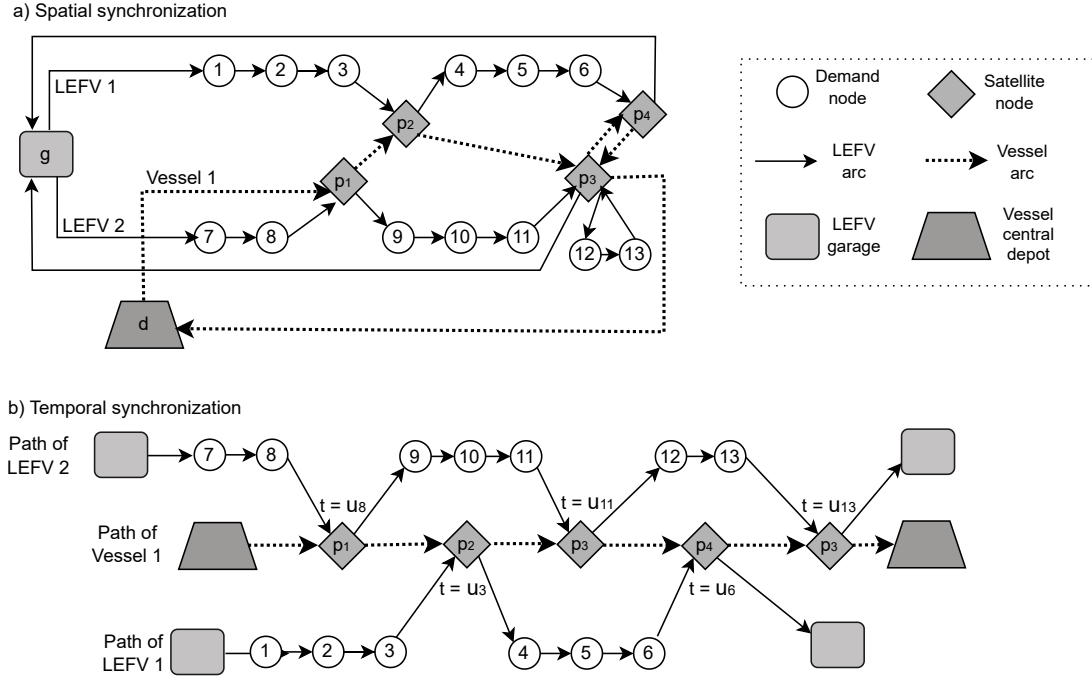 a) Spatial synchronization
LEFV 1
1
2
3
4
5
6
p2
p4
g
Vessel 1
p1
p3
LEFV 2
7
8
9
10
11
12
13
d
Demand
node
Satellite
node
LEFV
arc
Vessel
arc
LEFV
garage
Vessel
central
depot
b) Temporal synchronization
Path of
LEFV 2
7
8
9
10
11
12
13
t = u8
t = u11
t = u13
Path of
Vessel 1
p1
p2
p3
p4
p3
t = u3
t = u6
Path of
LEFV 1
1
2
3
4
5
6